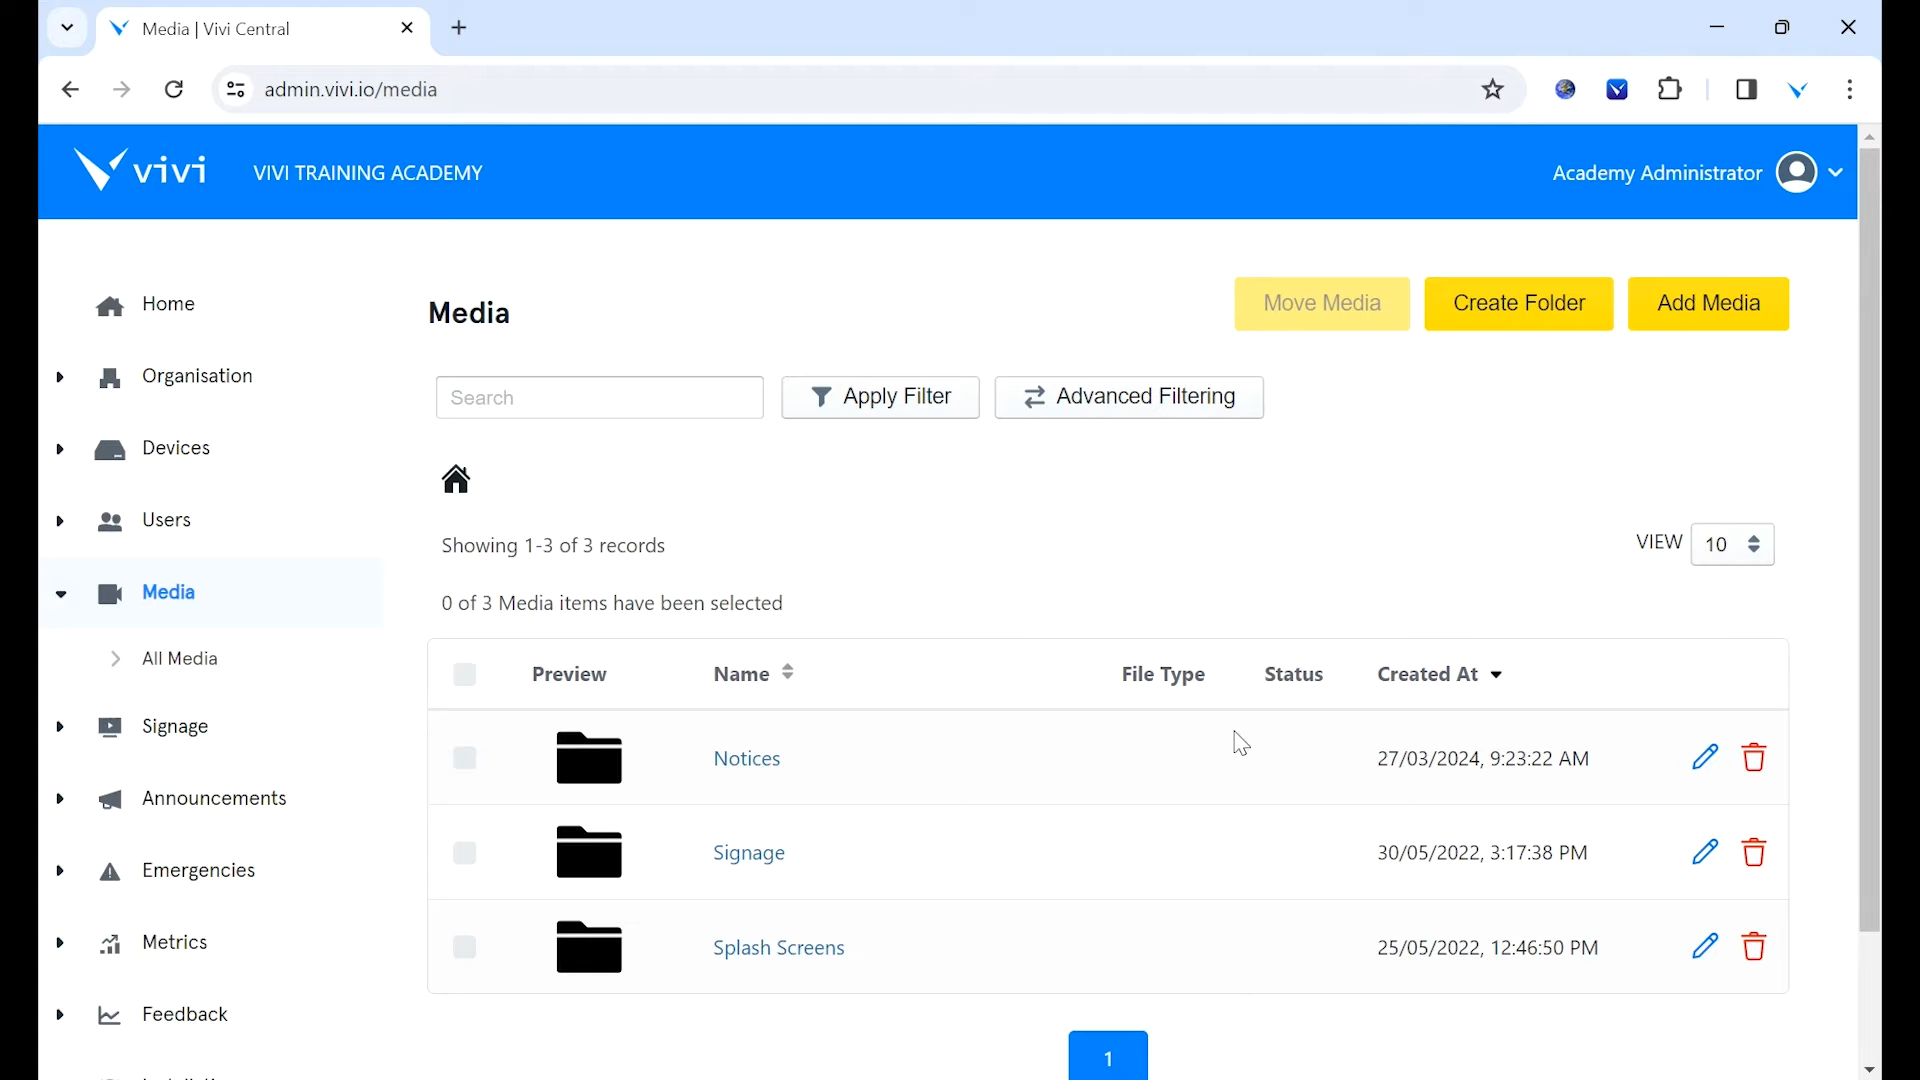 Media | Vivi Central
admin.vivi.io/media
vivi
VIVI TRAINING ACADEMY
Academy Administrator
Home
Organisation
Devices
Users
Media
All Media
Signage
Announcements
Emergencies
Metrics
Feedback
Media
Move Media
Create Folder
Add Media
Search
Apply Filter
Advanced Filtering
Showing 1-3 of 3 records
VIEW 10
0 of 3 Media items have been selected
Preview Name File Type Status Created At
Notices 27/03/2024, 9:23:22 AM
Signage 30/05/2022, 3:17:38 PM
Splash Screens 25/05/2022, 12:46:50 PM
1